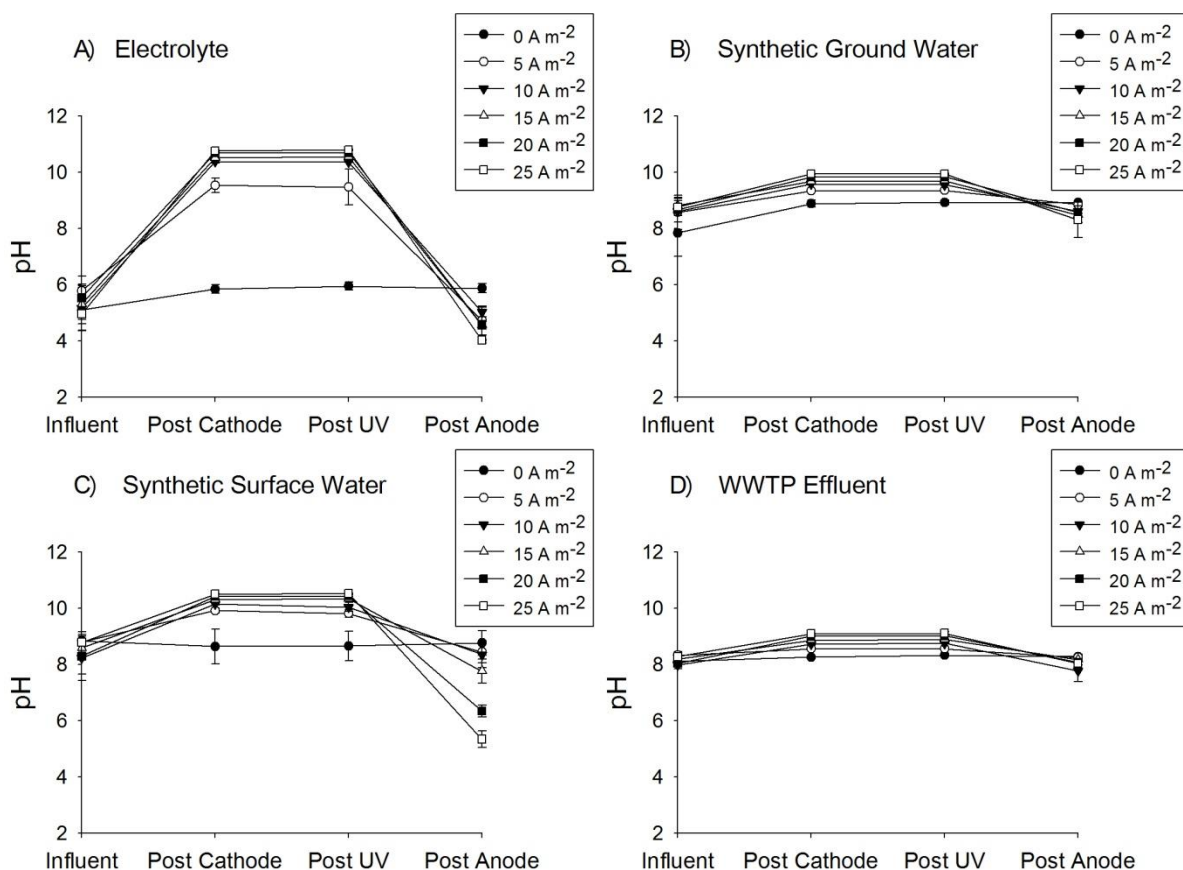 A) Electrolyte
0 A m-2
5 A m-2
10 A m-2
15 A m-2
20 A m-2
25 A m-2
pH
12
10
8
6
4
2
Influent Post Cathode Post UV Post Anode
B) Synthetic Ground Water
0 A m-2
5 A m-2
10 A m-2
15 A m-2
20 A m-2
25 A m-2
pH
12
10
8
6
4
2
Influent Post Cathode Post UV Post Anode
C) Synthetic Surface Water
0 A m-2
5 A m-2
10 A m-2
15 A m-2
20 A m-2
25 A m-2
pH
12
10
8
6
4
2
Influent Post Cathode Post UV Post Anode
D) WWTP Effluent
0 A m-2
5 A m-2
10 A m-2
15 A m-2
20 A m-2
25 A m-2
pH
12
10
8
6
4
2
Influent Post Cathode Post UV Post Anode